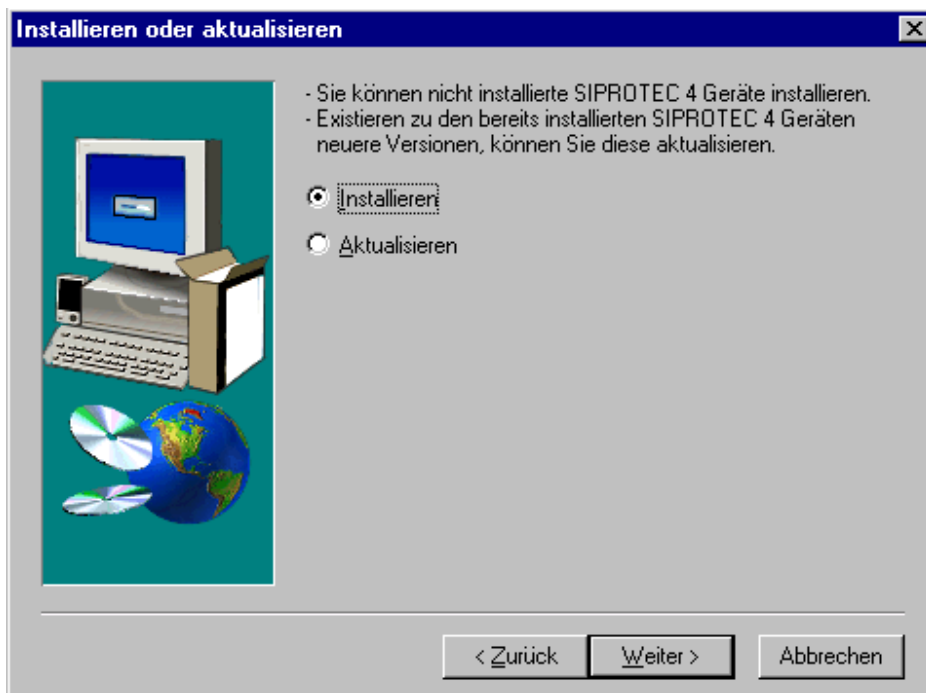 Installieren oder aktualisieren
- Sie können nicht installierte SIPROTEC 4 Geräte installieren.
- Existieren zu den bereits installierten SIPROTEC 4 Geräten
neuere Versionen, können Sie diese aktualisieren.
Installieren
Aktualisieren
< Zurück
Weiter >
Abbrechen